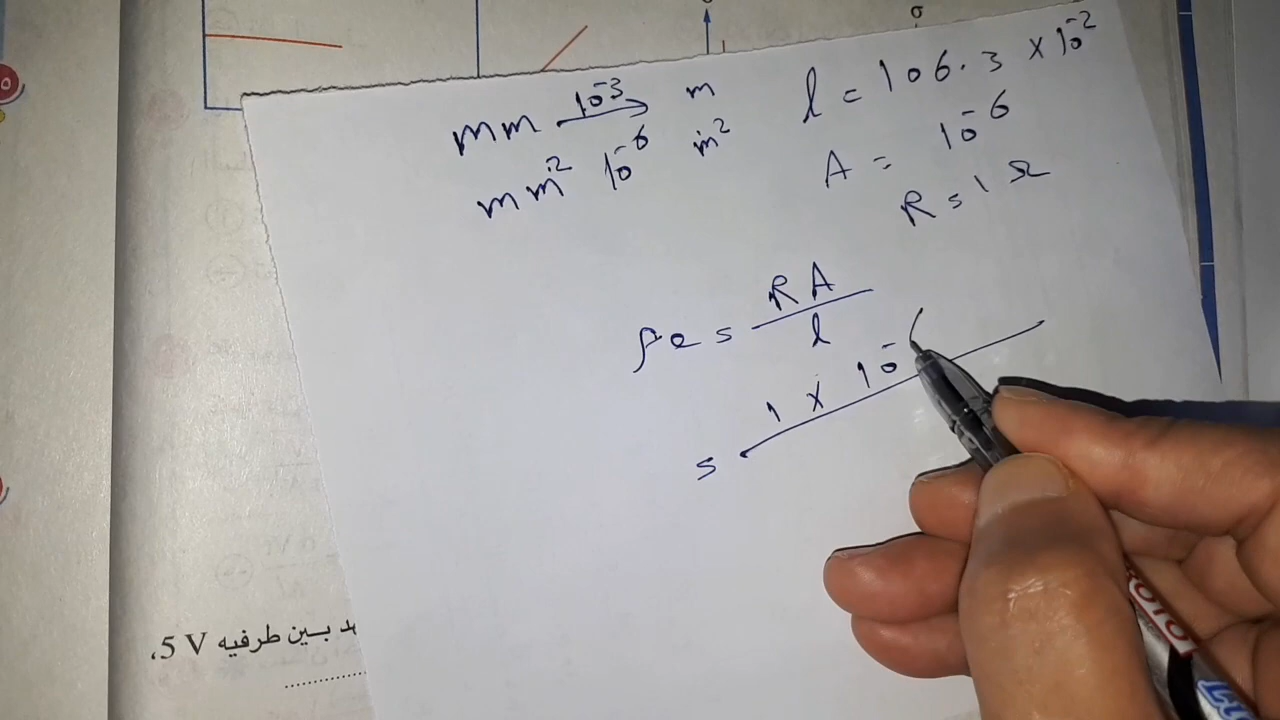 σ
mm 10⁻³ m
mm² 10⁻⁶ m²
l = 106.3 × 10⁻²
A = 10⁻⁶
R = 1 Ω
ρe = RA / l
= 1 × 10⁻
بين طرفيه 5 V،